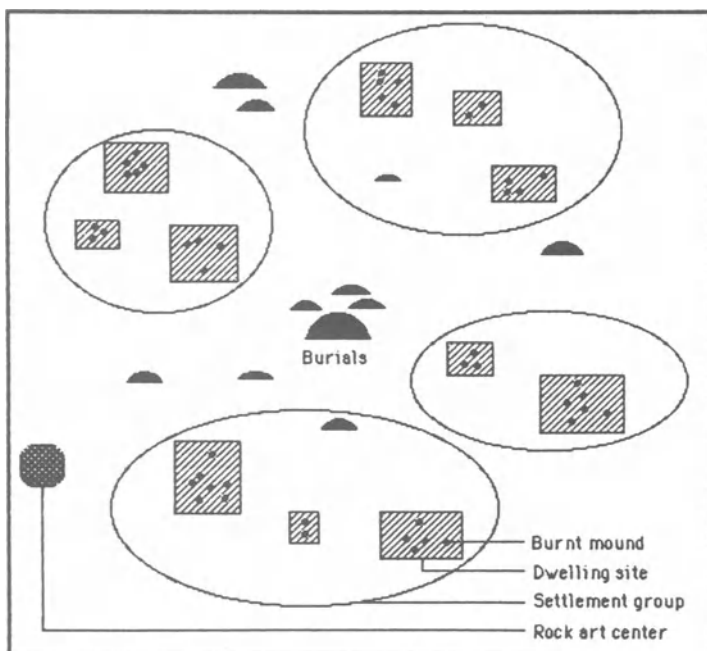 Burials
Burnt mound
Dwelling site
Settlement group
Rock art center